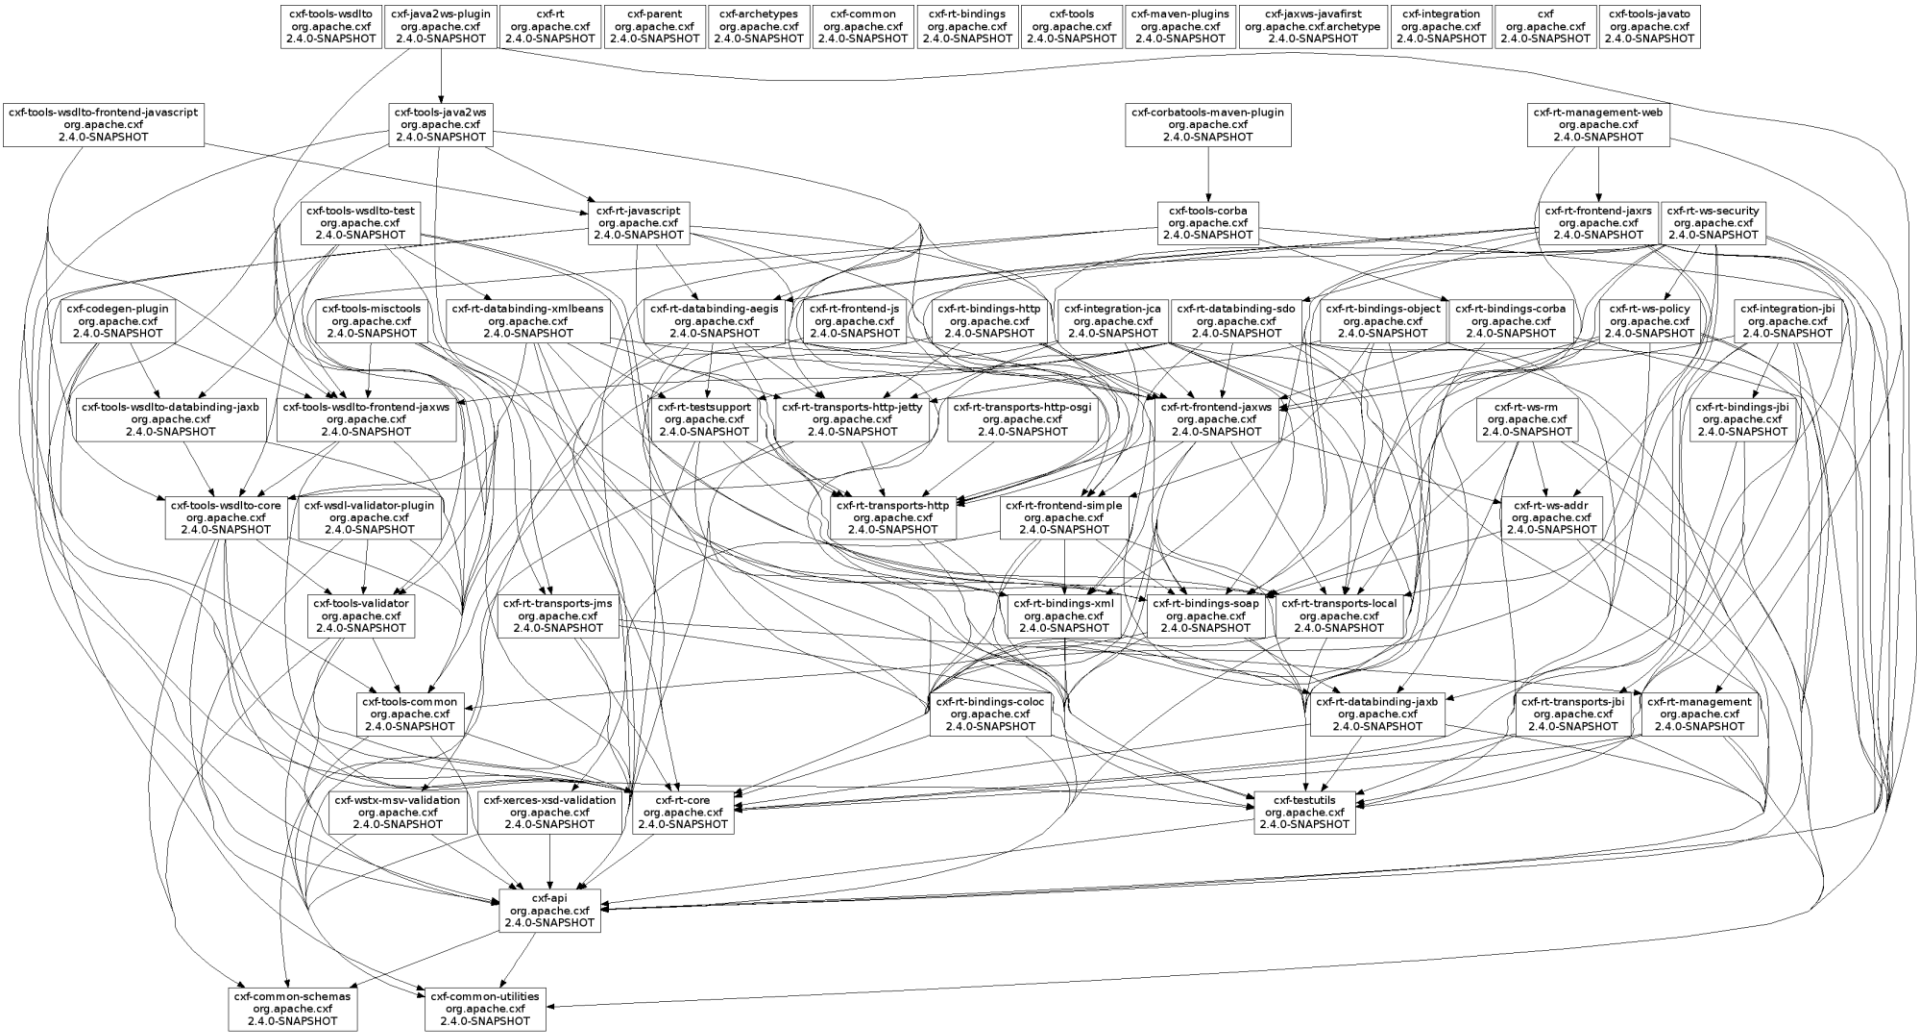 cxf-tools-wsdlto
org.apache.cxf
2.4.0-SNAPSHOT
cxf-java2ws-plugin
org.apache.cxf
2.4.0-SNAPSHOT
cxf-rt
org.apache.cxf
2.4.0-SNAPSHOT
cxf-parent
org.apache.cxf
2.4.0-SNAPSHOT
cxf-archetypes
org.apache.cxf
2.4.0-SNAPSHOT
cxf-common
org.apache.cxf
2.4.0-SNAPSHOT
cxf-rt-bindings
org.apache.cxf
2.4.0-SNAPSHOT
cxf-tools
org.apache.cxf
2.4.0-SNAPSHOT
cxf-maven-plugins
org.apache.cxf
2.4.0-SNAPSHOT
cxf-jaxws-javafirst
org.apache.cxf.archetype
2.4.0-SNAPSHOT
cxf-integration
org.apache.cxf
2.4.0-SNAPSHOT
cxf
org.apache.cxf
2.4.0-SNAPSHOT
cxf-tools-javato
org.apache.cxf
2.4.0-SNAPSHOT
cxf-tools-wsdlto-frontend-javascript
org.apache.cxf
2.4.0-SNAPSHOT
cxf-tools-java2ws
org.apache.cxf
2.4.0-SNAPSHOT
cxf-corbatools-maven-plugin
org.apache.cxf
2.4.0-SNAPSHOT
cxf-rt-management-web
org.apache.cxf
2.4.0-SNAPSHOT
cxf-tools-wsdlto-test
org.apache.cxf
2.4.0-SNAPSHOT
cxf-rt-javascript
org.apache.cxf
2.4.0-SNAPSHOT
cxf-tools-corba
org.apache.cxf
2.4.0-SNAPSHOT
cxf-rt-frontend-jaxrs
org.apache.cxf
2.4.0-SNAPSHOT
cxf-rt-ws-security
org.apache.cxf
2.4.0-SNAPSHOT
cxf-codegen-plugin
org.apache.cxf
2.4.0-SNAPSHOT
cxf-tools-misctools
org.apache.cxf
2.4.0-SNAPSHOT
cxf-rt-databinding-xmlbeans
org.apache.cxf
2.4.0-SNAPSHOT
cxf-rt-databinding-aegis
org.apache.cxf
2.4.0-SNAPSHOT
cxf-rt-frontend-js
org.apache.cxf
2.4.0-SNAPSHOT
cxf-rt-bindings-http
org.apache.cxf
2.4.0-SNAPSHOT
cxf-integration-jca
org.apache.cxf
2.4.0-SNAPSHOT
cxf-rt-databinding-sdo
org.apache.cxf
2.4.0-SNAPSHOT
cxf-rt-bindings-object
org.apache.cxf
2.4.0-SNAPSHOT
cxf-rt-bindings-corba
org.apache.cxf
2.4.0-SNAPSHOT
cxf-rt-ws-policy
org.apache.cxf
2.4.0-SNAPSHOT
cxf-integration-jbi
org.apache.cxf
2.4.0-SNAPSHOT
cxf-tools-wsdlto-databinding-jaxb
org.apache.cxf
2.4.0-SNAPSHOT
cxf-tools-wsdlto-frontend-jaxws
org.apache.cxf
2.4.0-SNAPSHOT
cxf-rt-testsupport
org.apache.cxf
2.4.0-SNAPSHOT
cxf-rt-transports-http-jetty
org.apache.cxf
2.4.0-SNAPSHOT
cxf-rt-transports-http-osgi
org.apache.cxf
2.4.0-SNAPSHOT
cxf-rt-frontend-jaxws
org.apache.cxf
2.4.0-SNAPSHOT
cxf-rt-ws-rm
org.apache.cxf
2.4.0-SNAPSHOT
cxf-rt-bindings-jbi
org.apache.cxf
2.4.0-SNAPSHOT
cxf-tools-wsdlto-core
org.apache.cxf
2.4.0-SNAPSHOT
cxf-wsdl-validator-plugin
org.apache.cxf
2.4.0-SNAPSHOT
cxf-rt-transports-http
org.apache.cxf
2.4.0-SNAPSHOT
cxf-rt-frontend-simple
org.apache.cxf
2.4.0-SNAPSHOT
cxf-rt-ws-addr
org.apache.cxf
2.4.0-SNAPSHOT
cxf-tools-validator
org.apache.cxf
2.4.0-SNAPSHOT
cxf-rt-transports-jms
org.apache.cxf
2.4.0-SNAPSHOT
cxf-rt-bindings-xml
org.apache.cxf
2.4.0-SNAPSHOT
cxf-rt-bindings-soap
org.apache.cxf
2.4.0-SNAPSHOT
cxf-rt-transports-local
org.apache.cxf
2.4.0-SNAPSHOT
cxf-tools-common
org.apache.cxf
2.4.0-SNAPSHOT
cxf-rt-bindings-coloc
org.apache.cxf
2.4.0-SNAPSHOT
cxf-rt-databinding-jaxb
org.apache.cxf
2.4.0-SNAPSHOT
cxf-rt-transports-jbi
org.apache.cxf
2.4.0-SNAPSHOT
cxf-rt-management
org.apache.cxf
2.4.0-SNAPSHOT
cxf-wstx-msv-validation
org.apache.cxf
2.4.0-SNAPSHOT
cxf-xerces-xsd-validation
org.apache.cxf
2.4.0-SNAPSHOT
cxf-rt-core
org.apache.cxf
2.4.0-SNAPSHOT
cxf-testutils
org.apache.cxf
2.4.0-SNAPSHOT
cxf-api
org.apache.cxf
2.4.0-SNAPSHOT
cxf-common-schemas
org.apache.cxf
2.4.0-SNAPSHOT
cxf-common-utilities
org.apache.cxf
2.4.0-SNAPSHOT